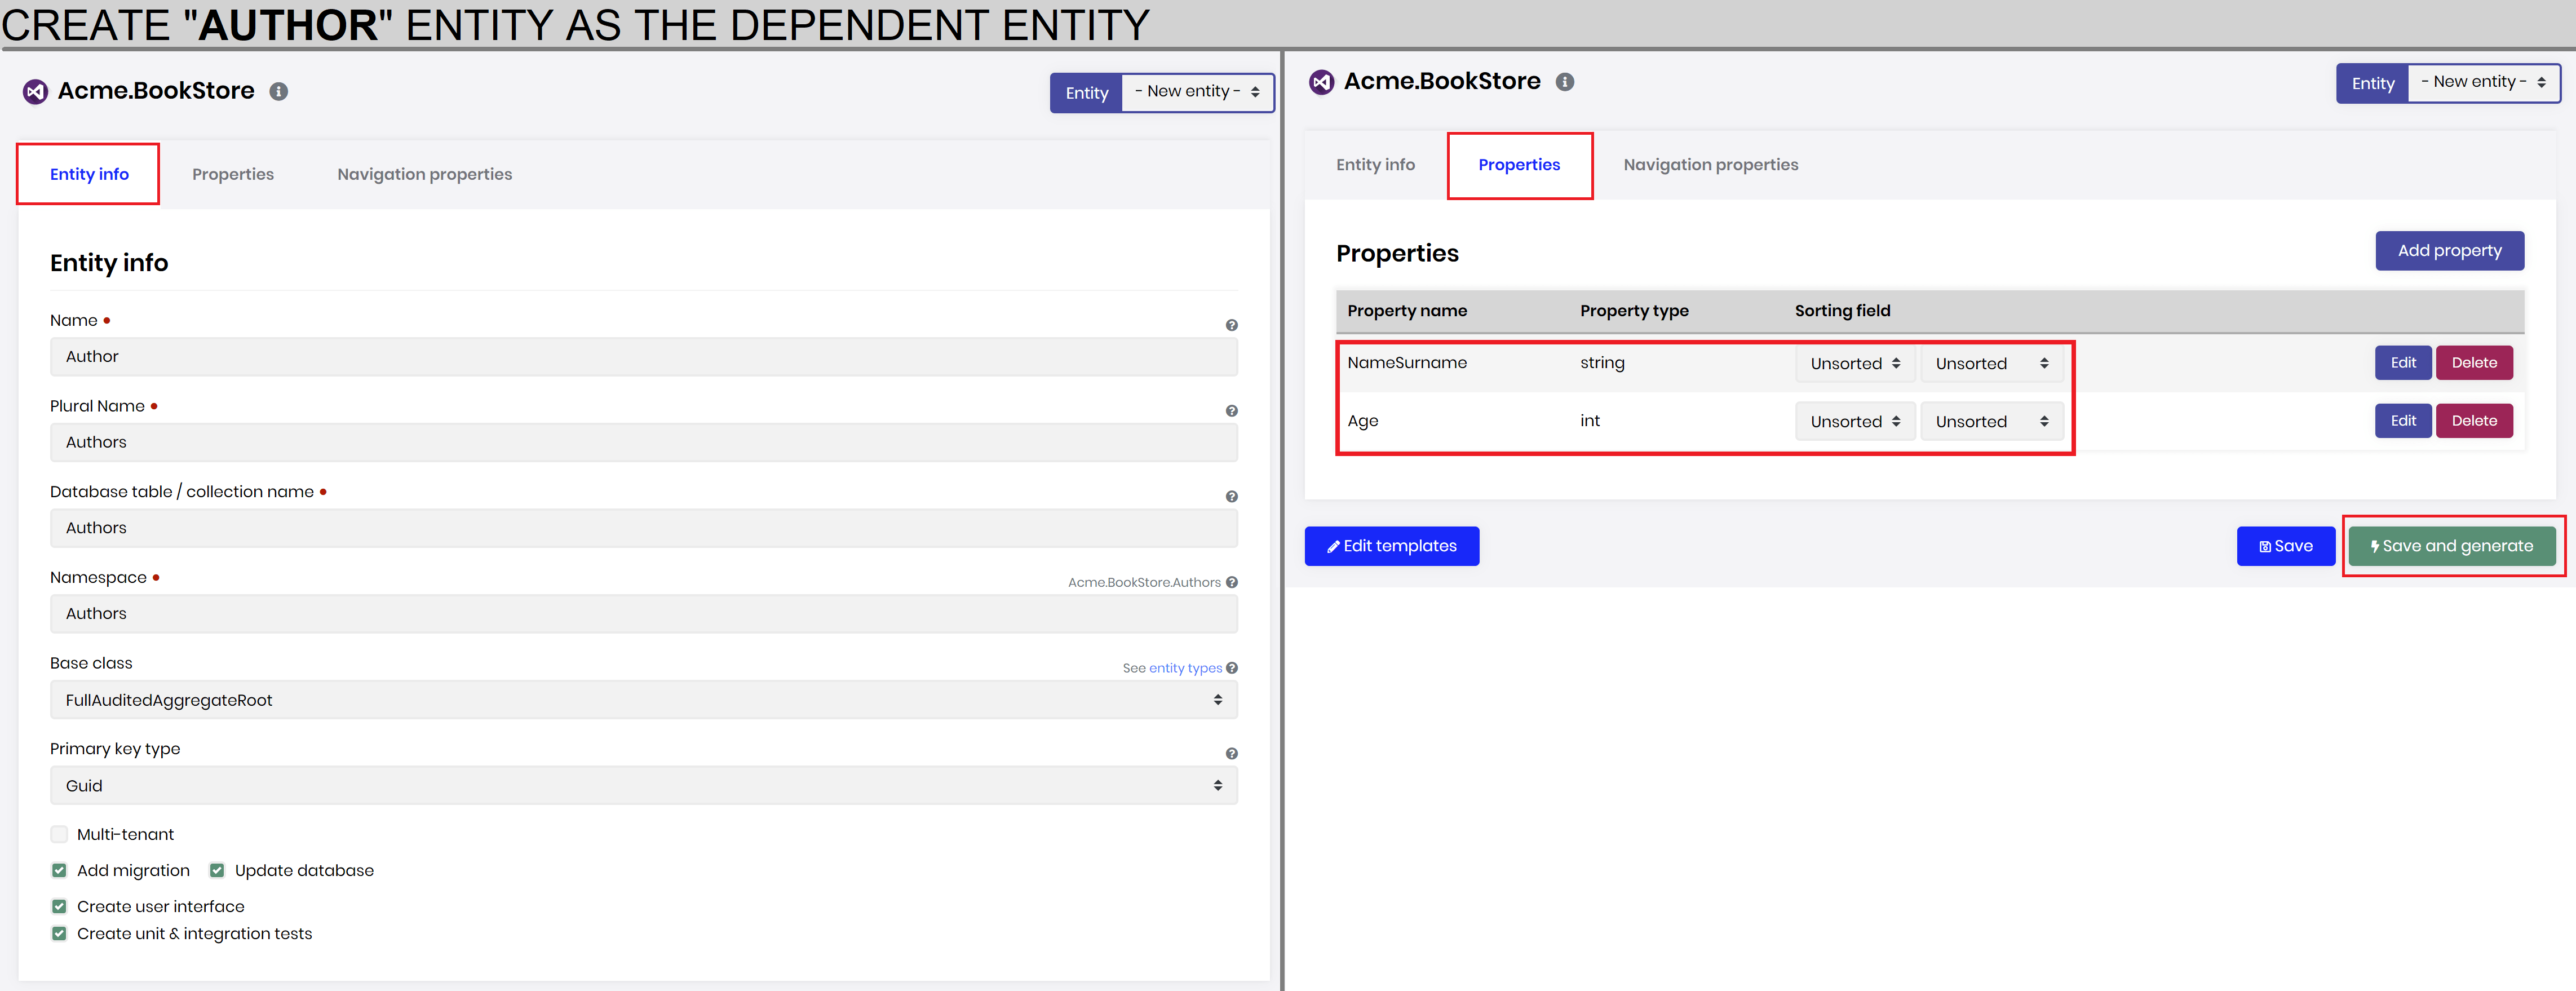 CREATE "AUTHOR" ENTITY AS THE DEPENDENT ENTITY
Acme.BookStore
Entity - New entity -
Entity info Properties Navigation properties
Entity info
Name
Author
Plural Name
Authors
Database table / collection name
Authors
Namespace
Acme.BookStore.Authors
Authors
Base class
See entity types
FullAuditedAggregateRoot
Primary key type
Guid
Multi-tenant
Add migration Update database
Create user interface
Create unit & integration tests
Acme.BookStore
Entity - New entity -
Entity info Properties Navigation properties
Properties
Add property
Property name Property type Sorting field
NameSurname string Unsorted Unsorted Edit Delete
Age int Unsorted Unsorted Edit Delete
Edit templates Save Save and generate